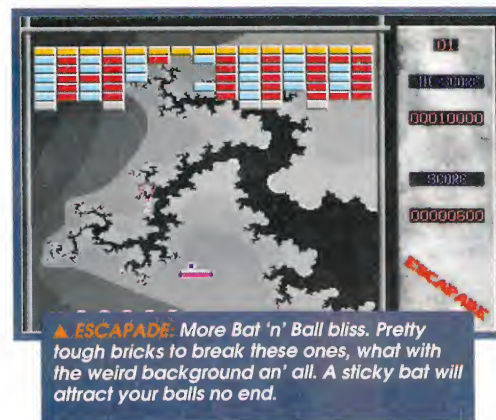 01
HI SCORE
00010000
SCORE
00000600
ESCAPADE
▲ ESCAPADE: More Bat 'n' Ball bliss. Pretty
tough bricks to break these ones, what with
the weird background an' all. A sticky bat will
attract your balls no end.